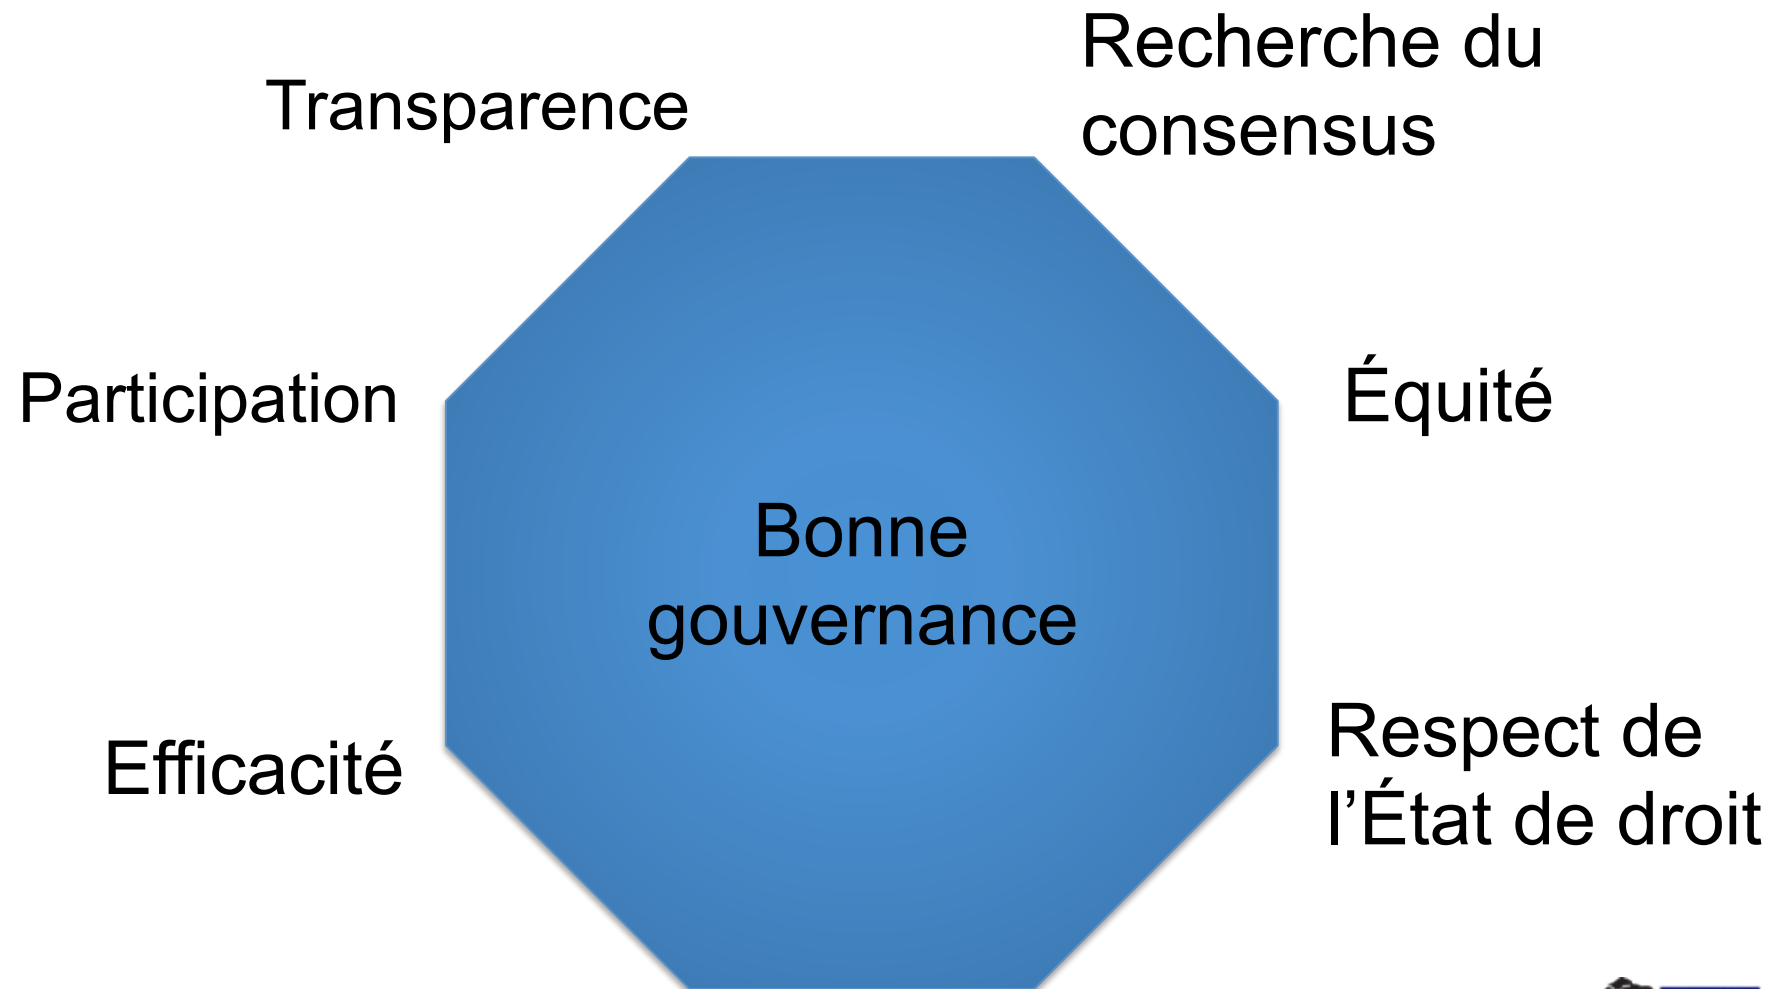 Recherche du
consensus
Transparence
Participation
Équité
Bonne
gouvernance
Efficacité
Respect de
l’État de droit